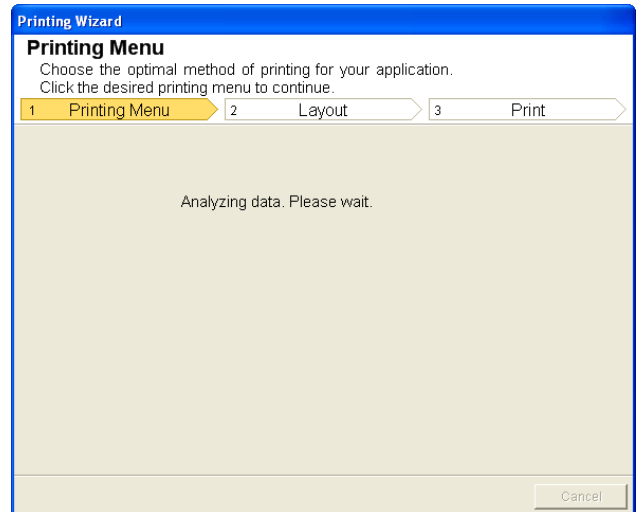 Printing Wizard
Printing Menu
Choose the optimal method of printing for your application.
Click the desired printing menu to continue.
1 Printing Menu 2 Layout 3 Print
Analyzing data. Please wait.
Cancel